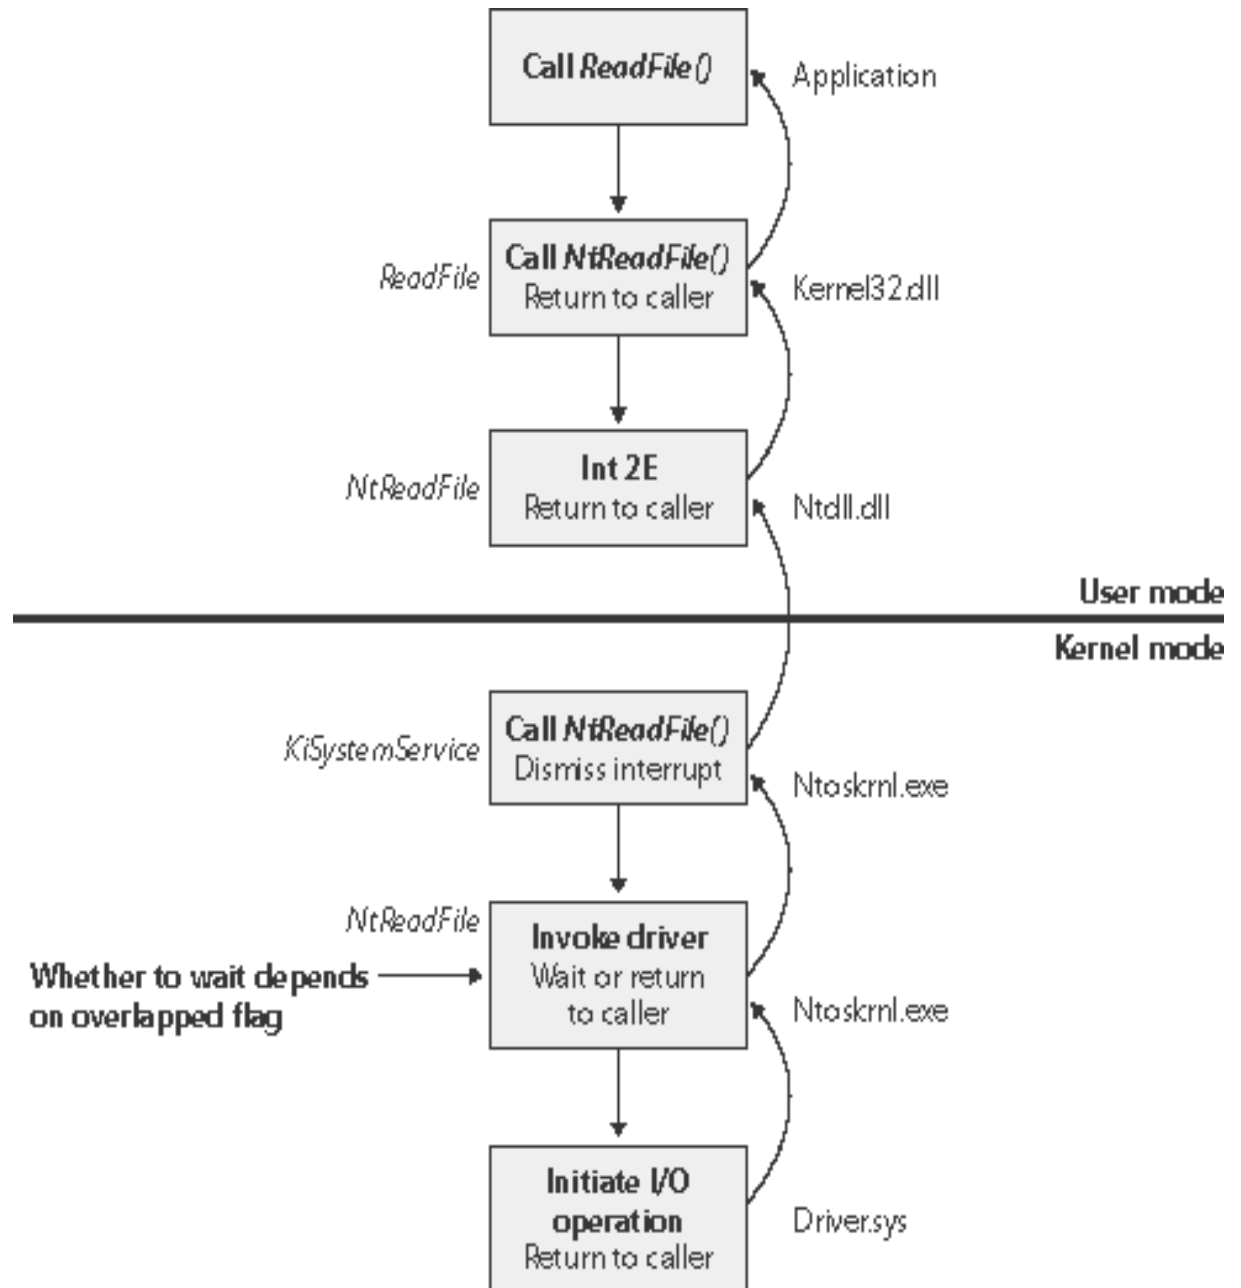 Call ReadFile()
Application
ReadFile
Call NtReadFile()
Return to caller
Kernel32.dll
NtReadFile
Int 2E
Return to caller
Ntdll.dll
User mode
Kernel mode
KiSystemService
Call NtReadFile()
Dismiss interrupt
Ntoskrnl.exe
NtReadFile
Invoke driver
Wait or return
to caller
Whether to wait depends
on overlapped flag
Ntoskrnl.exe
Initiate I/O
operation
Return to caller
Driver.sys